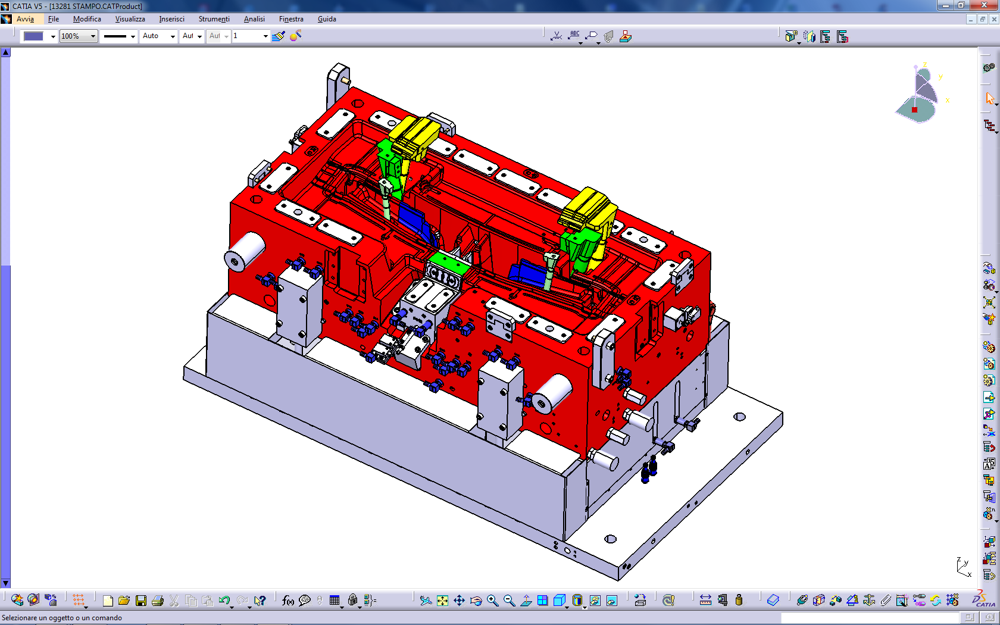 CATIA V5 - [13281 STAMPO.CATProduct]
Avvia File Modifica Visualizza Inserisci Strumenti Analisi Finestra Guida
100% Auto Aut Aut 1
ABC
z
y
x
z
y
x
f(x)
CATIA
Selezionare un oggetto o un comando